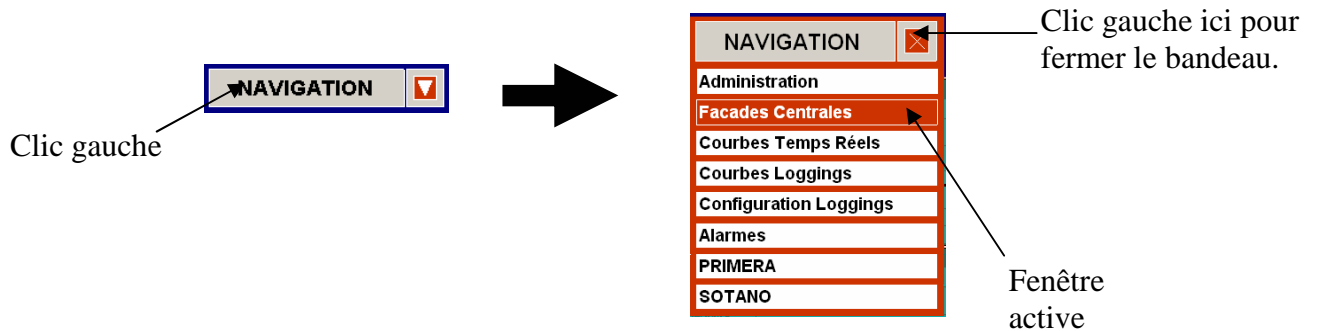 NAVIGATION
Clic gauche
NAVIGATION
Clic gauche ici pour
fermer le bandeau.
Administration
Facades Centrales
Courbes Temps Réels
Courbes Loggings
Configuration Loggings
Alarmes
PRIMERA
SOTANO
Fenêtre
active